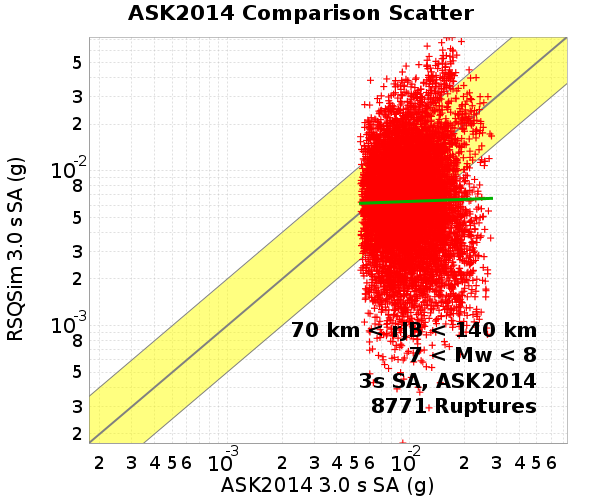 ASK2014 Comparison Scatter
RSQSim 3.0 s SA (g)
5
3
2
10-2
8
5
3
2
10-3
8
5
3
2
70 km < rJB < 140 km
7 < Mw < 8
3s SA, ASK2014
8771 Ruptures
2 3 4 5 6 8 10-3 2 3 4 5 6 8 10-2 2 3 4 5 6
ASK2014 3.0 s SA (g)